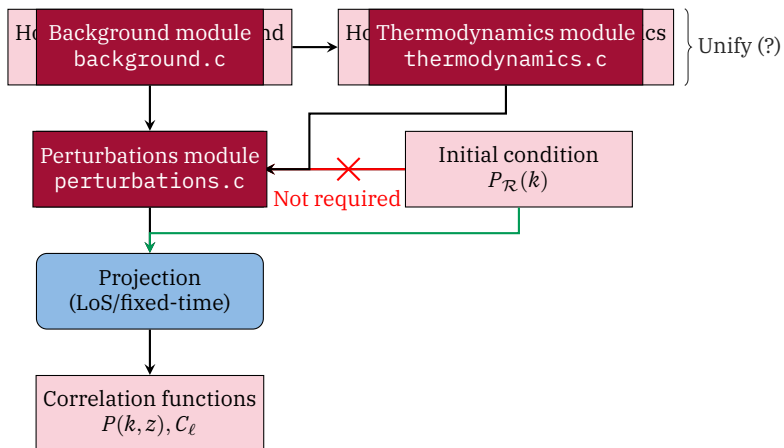 Background module
background.c
Thermodynamics module
thermodynamics.c
Unify (?)
Perturbations module
perturbations.c
Not required
Initial condition
P_ℛ(k)
Projection
(LoS/fixed-time)
Correlation functions
P(k, z), C_ℓ